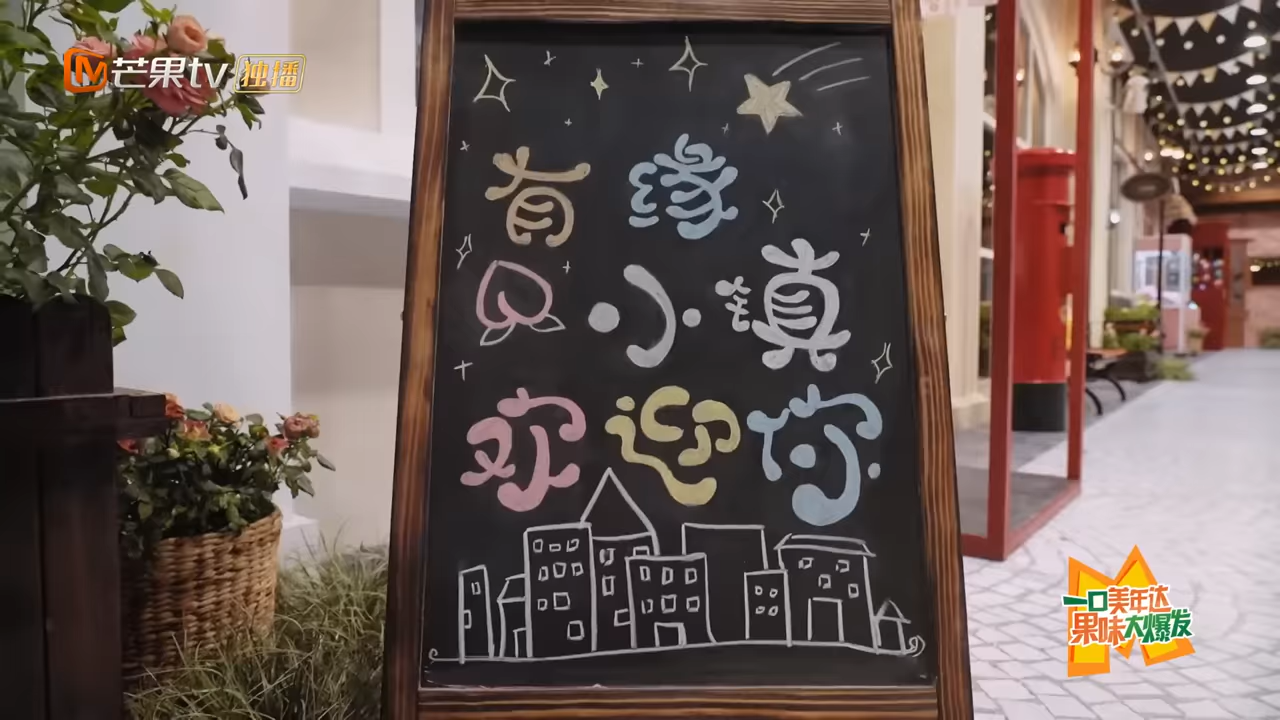 芒果tv 独播
有缘
小镇
欢迎你
一口美年达
果味大爆发